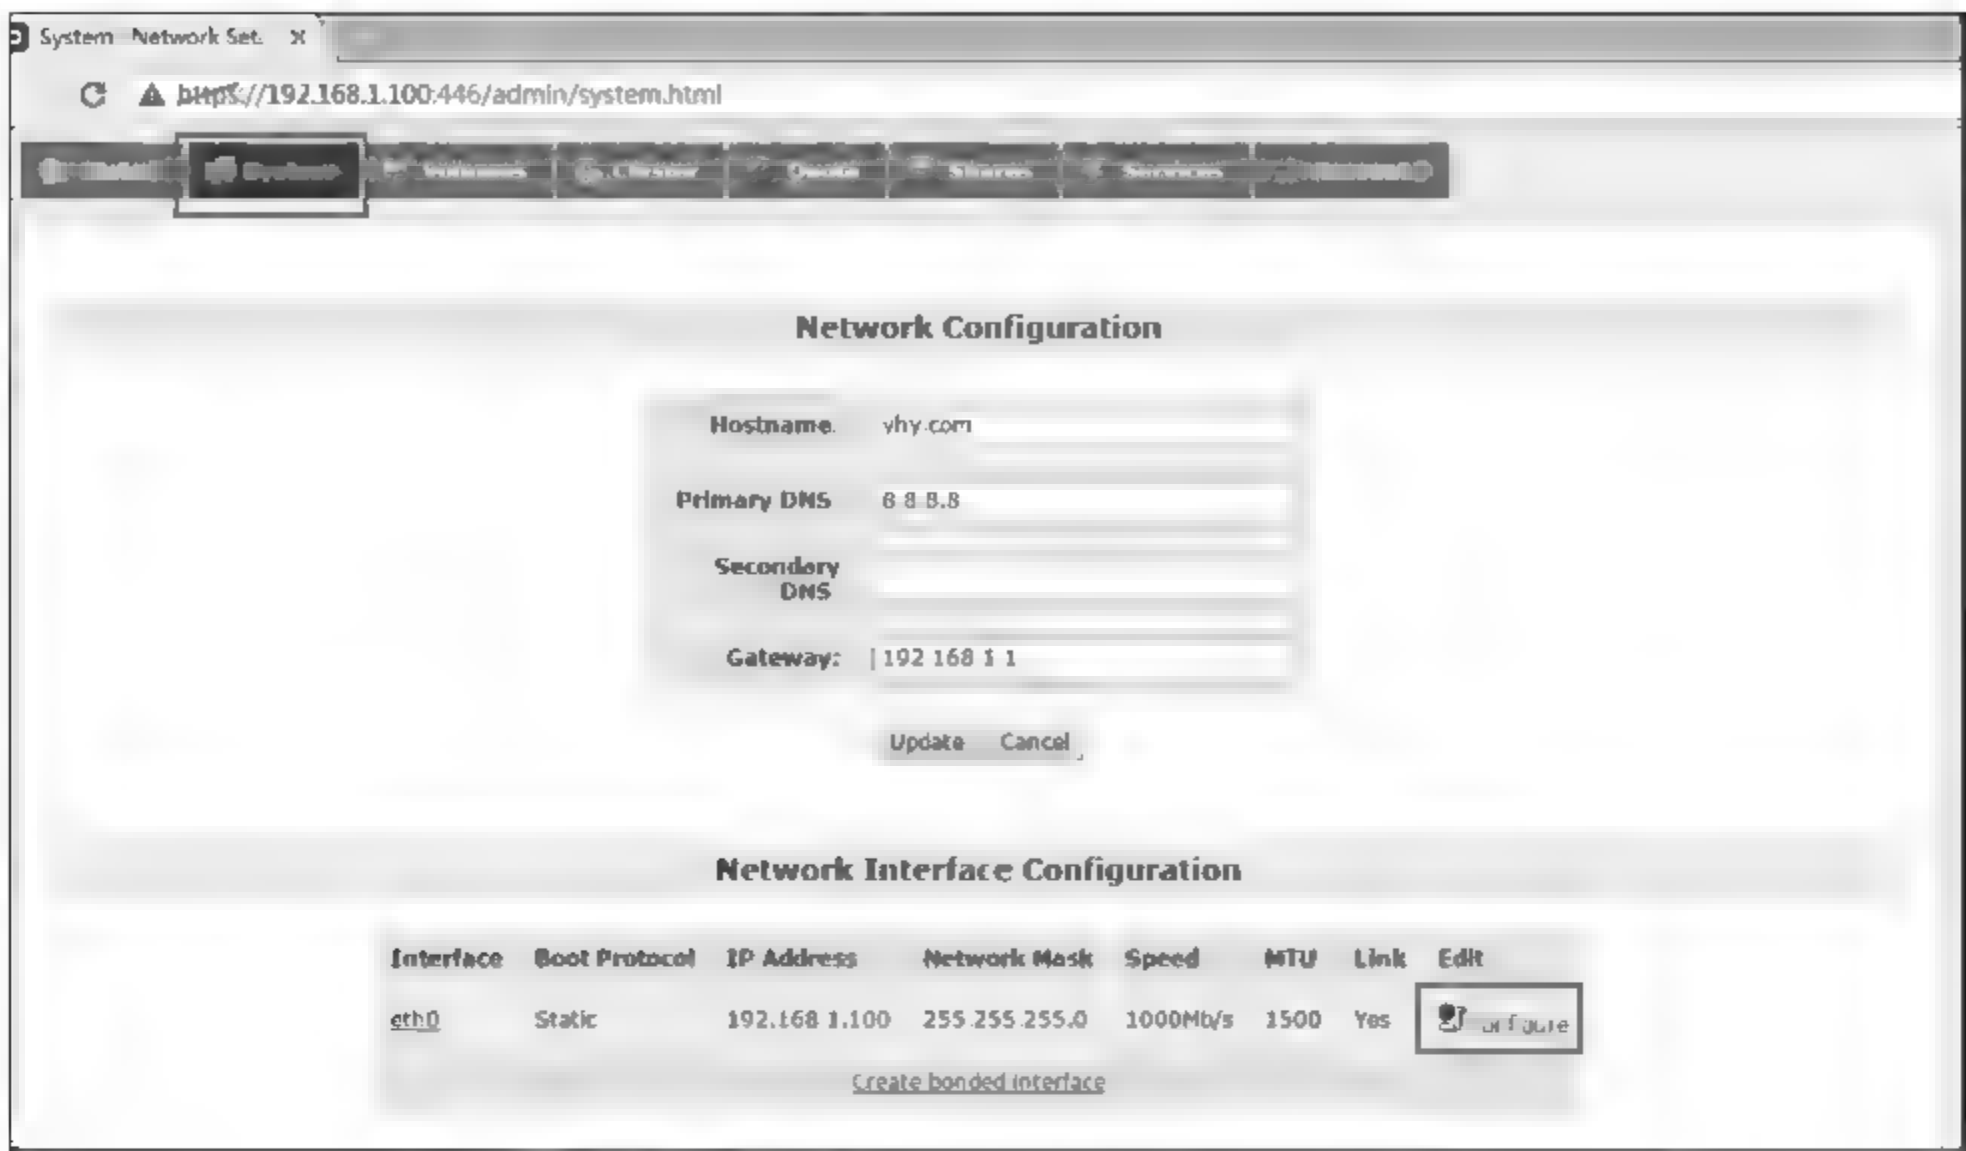 System Network Set. ×
https://192.168.1.100:446/admin/system.html
System
Network Configuration
Hostname. yhy.com
Primary DNS 8 8 8.8
Secondary
DNS
Gateway: 192 168 1 1
Update Cancel
Network Interface Configuration
Interface Boot Protocol IP Address Network Mask Speed MTU Link Edit
eth0 Static 192.168 1.100 255 255 255.0 1000Mb/s 1500 Yes
Create bonded interface